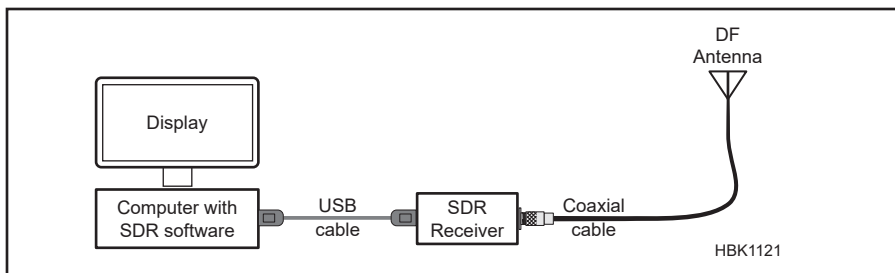 DF
Antenna
Display
Computer with
SDR software
USB
cable
SDR
Receiver
Coaxial
cable
HBK1121